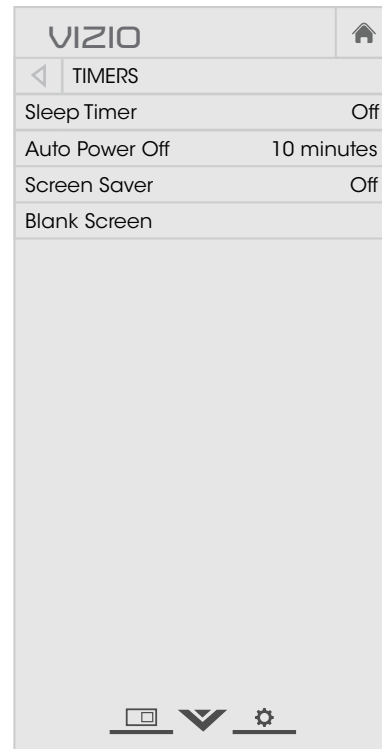 VIZIO
TIMERS
Sleep Timer Off
Auto Power Off 10 minutes
Screen Saver Off
Blank Screen